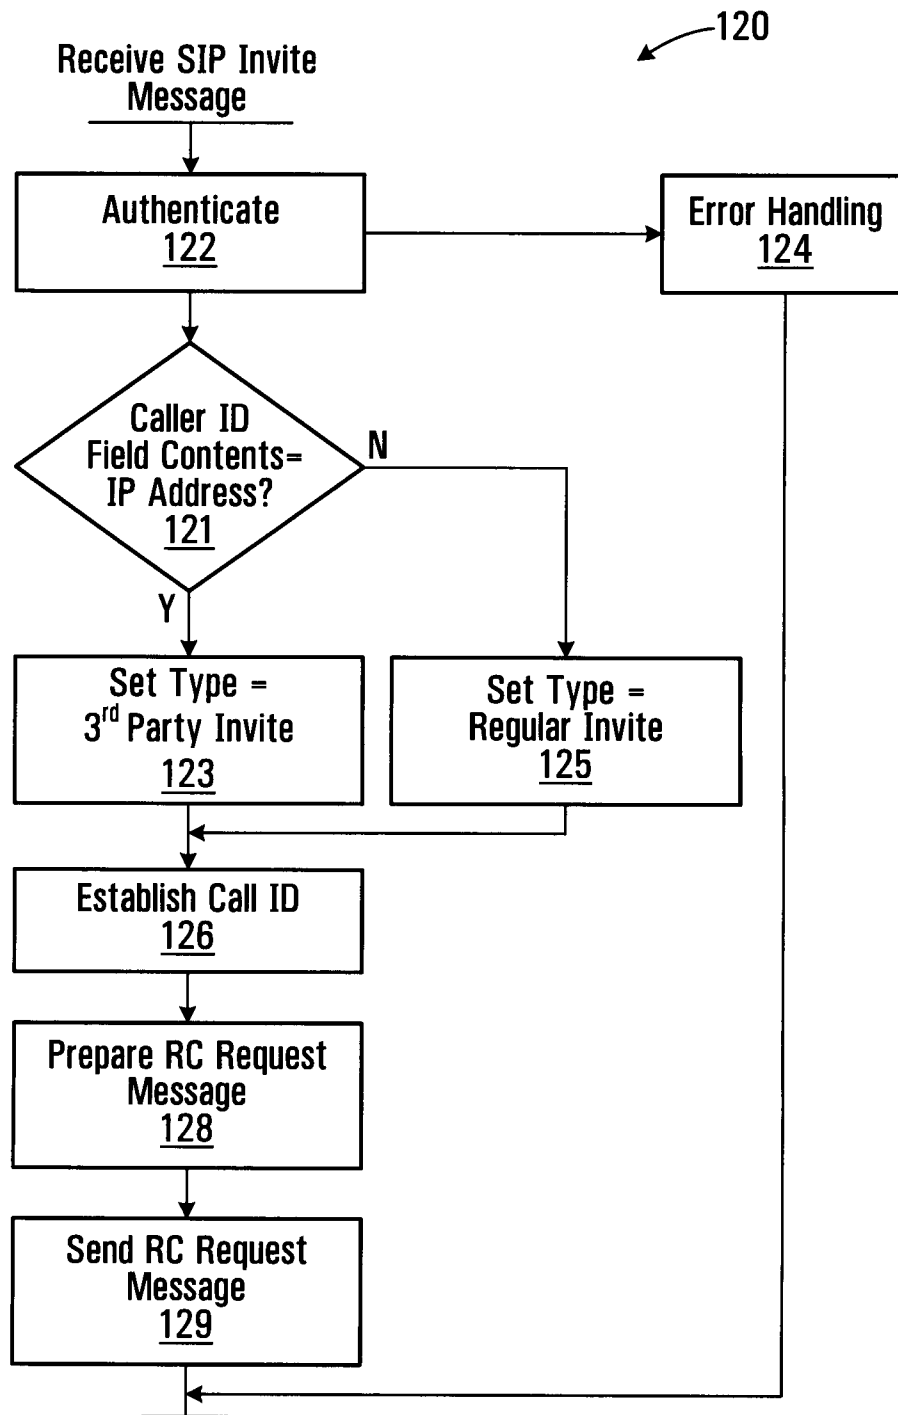 120
Receive SIP Invite
Message
Authenticate
122
Error Handling
124
Caller ID
Field Contents=
IP Address?
121
N
Y
Set Type =
3rd Party Invite
123
Set Type =
Regular Invite
125
Establish Call ID
126
Prepare RC Request
Message
128
Send RC Request
Message
129